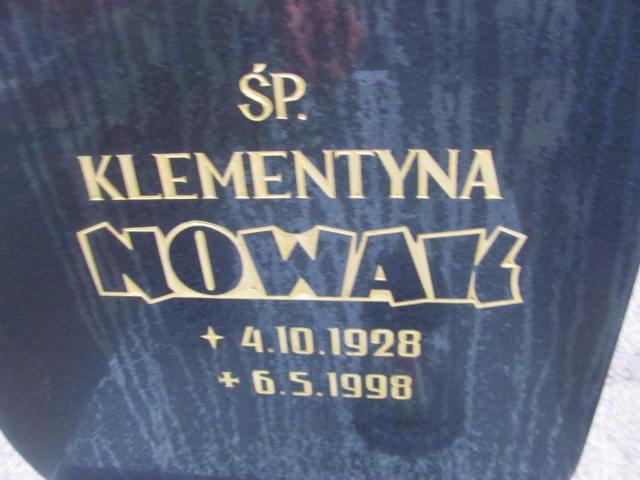 ŚP.
KLEMENTYNA
NOWAK
4.10.1928
6.5.1998